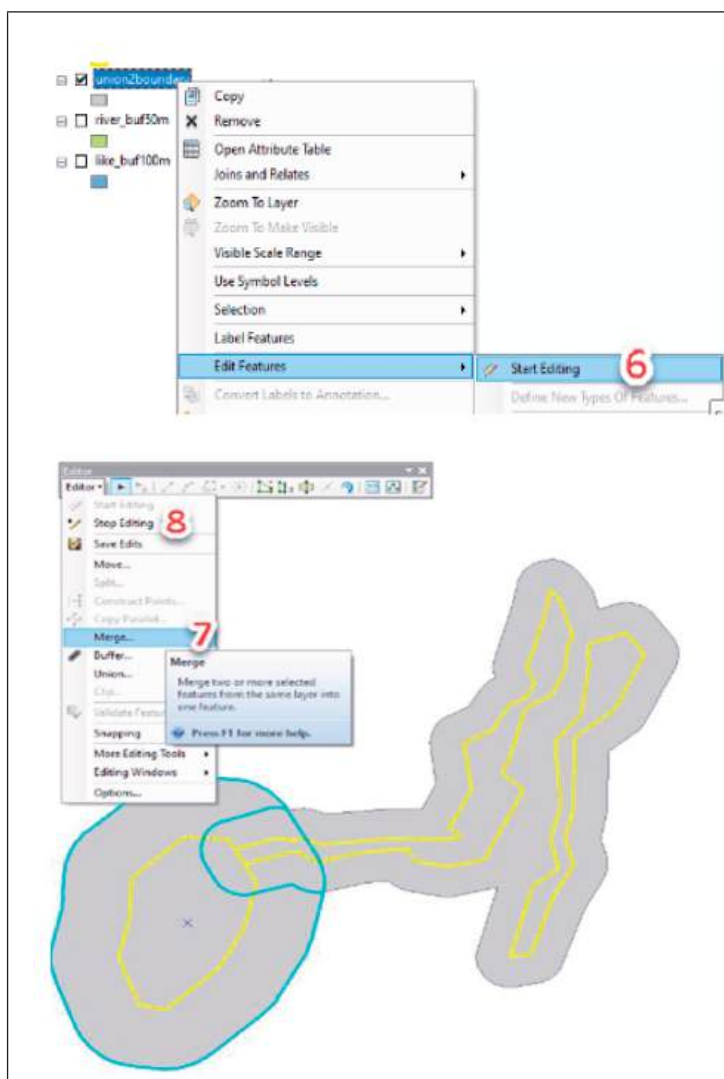 union2boundary
river_buf50m
like_buf100m
Copy
Remove
Open Attribute Table
Joins and Relates
Zoom To Layer
Zoom To Make Visible
Visible Scale Range
Use Symbol Levels
Selection
Label Features
Edit Features
Convert Labels to Annotation...
Start Editing 6
Define New Types Of Features...
Editor
Editor
Start Editing
Stop Editing 8
Save Edits
Move...
Split...
Construct Points...
Copy Parallel...
Merge... 7
Buffer...
Union...
Clip...
Validate Featur
Snapping
More Editing Tools
Editing Windows
Options...
Merge
Merge two or more selected
features from the same layer into
one feature.
Press F1 for more help.